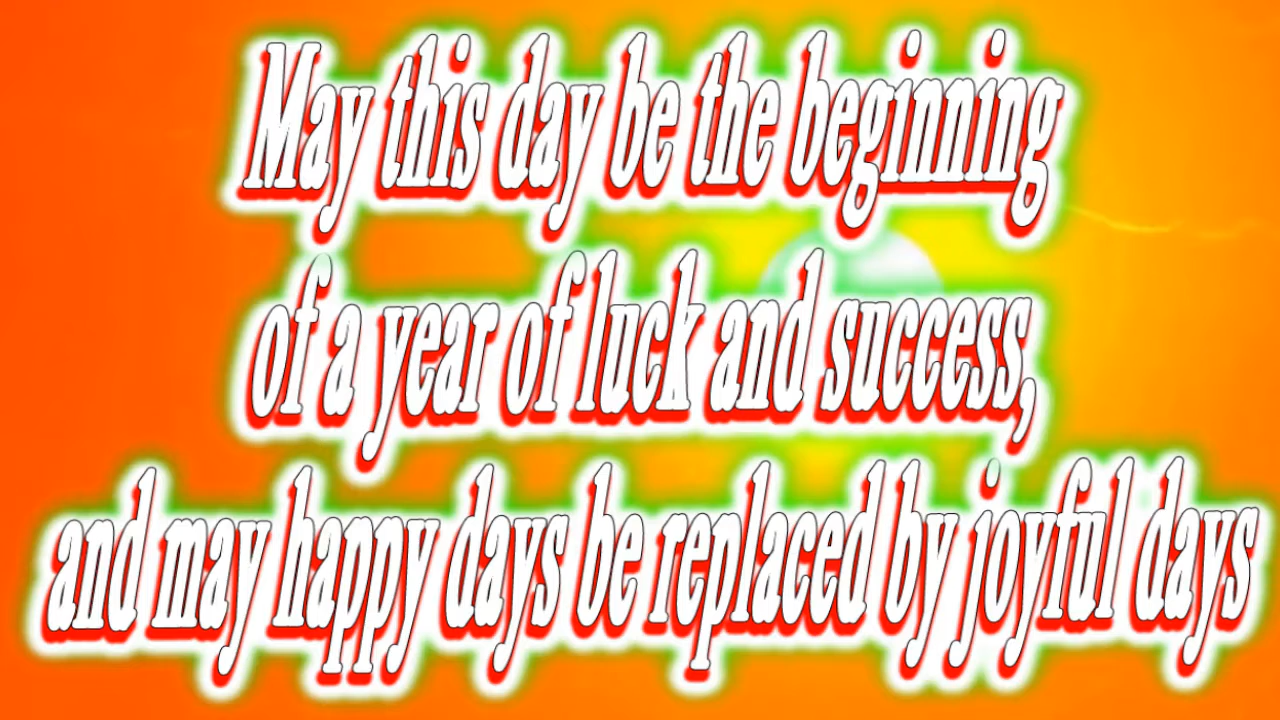 May this day be the beginning
of a year of luck and success,
and may happy days be replaced by joyful days